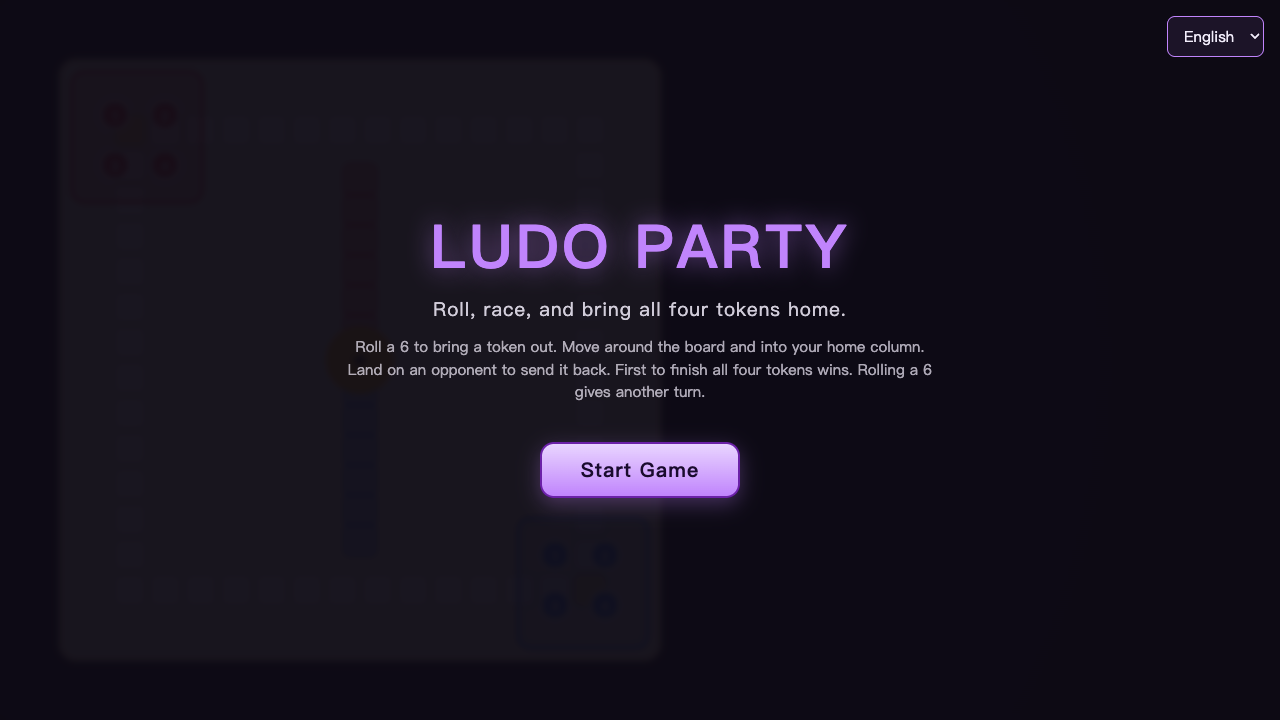 English
LUDO PARTY
Roll, race, and bring all four tokens home.
Roll a 6 to bring a token out. Move around the board and into your home column.
Land on an opponent to send it back. First to finish all four tokens wins. Rolling a 6
gives another turn.
Start Game